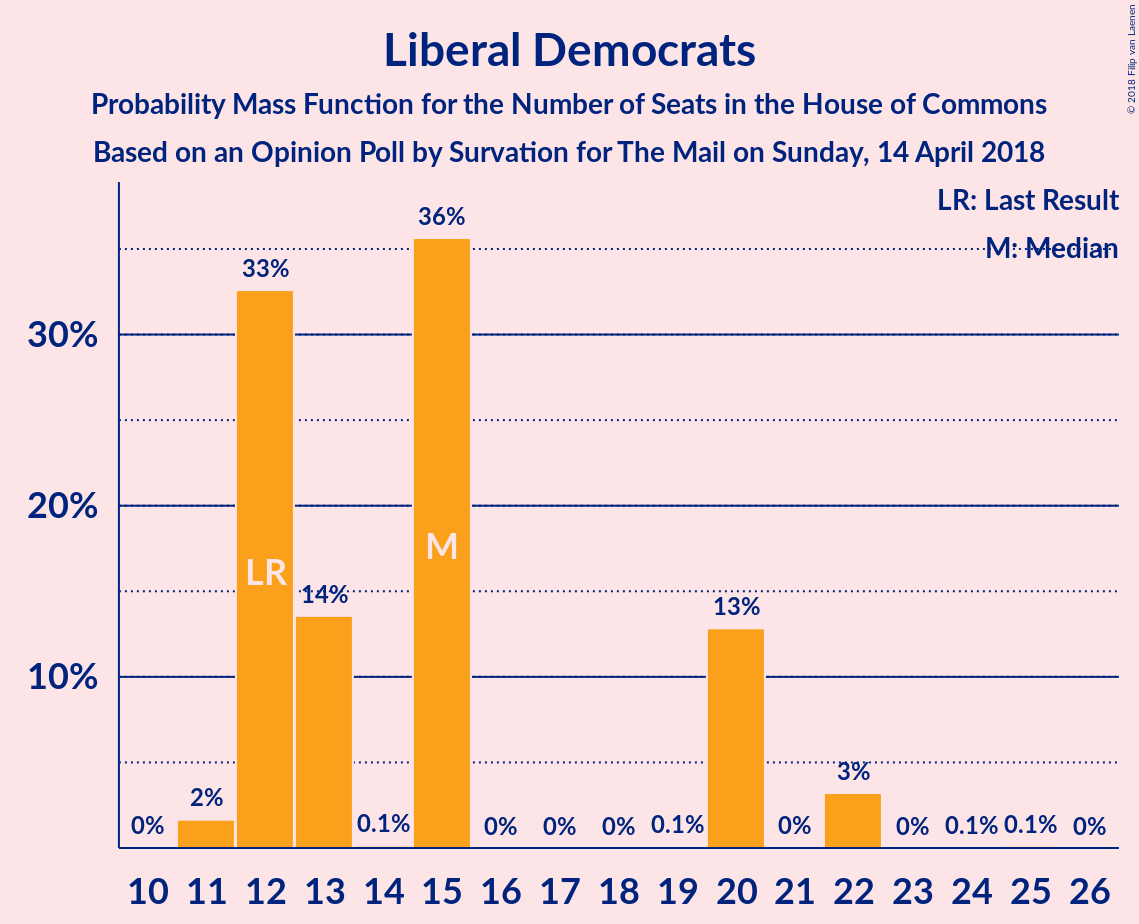 Liberal Democrats
Probability Mass Function for the Number of Seats in the House of Commons
Based on an Opinion Poll by Survation for The Mail on Sunday, 14 April 2018
© 2018 Filip van Laenen
LR: Last Result
M: Median
30%
20%
10%
0%
2%
33%
14%
0.1%
36%
0%
0%
0%
0.1%
13%
0%
3%
0%
0.1%
0.1%
0%
LR
M
10 11 12 13 14 15 16 17 18 19 20 21 22 23 24 25 26